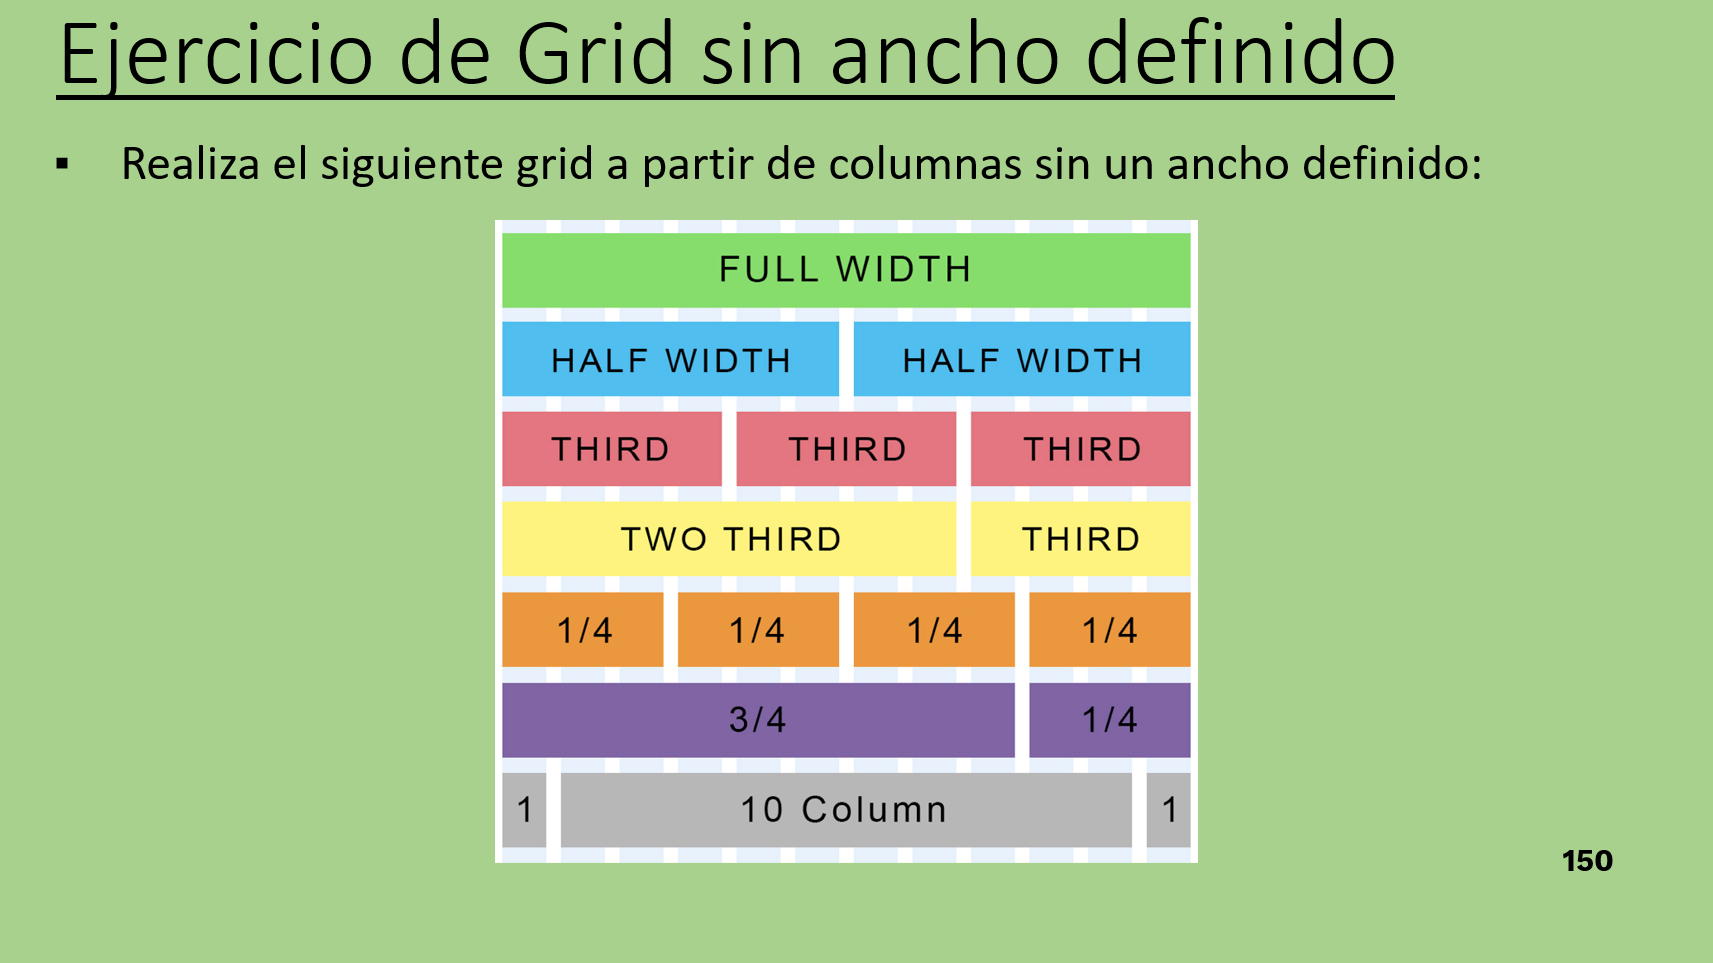 Ejercicio de Grid sin ancho definido
▪ Realiza el siguiente grid a partir de columnas sin un ancho definido:
FULL WIDTH
HALF WIDTH HALF WIDTH
THIRD THIRD THIRD
TWO THIRD THIRD
1/4 1/4 1/4 1/4
3/4 1/4
1 10 Column 1
150